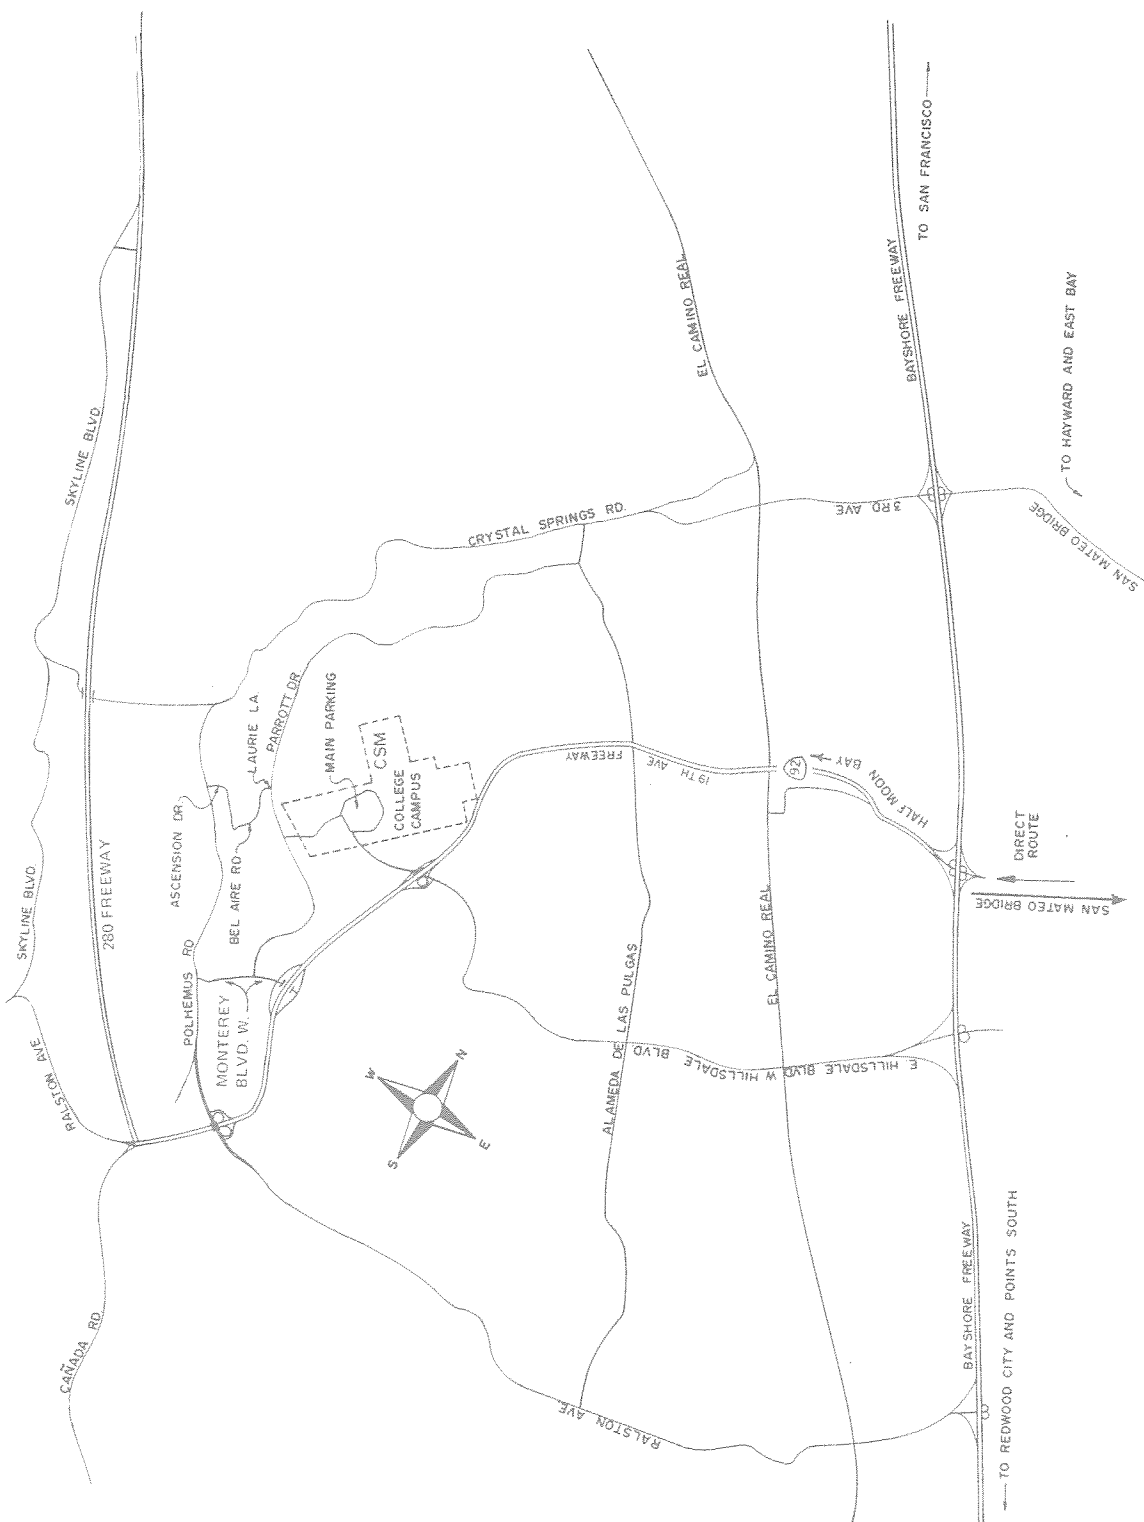 TO SAN FRANCISCO
BAYSHORE FREEWAY
TO HAYWARD AND EAST BAY
SAN MATEO BRIDGE
EL CAMINO REAL
3RD AVE
CRYSTAL SPRINGS RD.
SKYLINE BLVD.
280 FREEWAY
SKYLINE BLVD.
RALSTON AVE.
CAÑADA RD.
POLHEMUS RD
ASCENSION DR.
BEL AIRE RD.
LAURIE LA.
PARROTT DR.
MAIN PARKING
CSM
COLLEGE
CAMPUS
MONTEREY
BLVD. W.
FREEWAY
19TH AVE
92
HALF MOON BAY
DIRECT
ROUTE
SAN MATEO BRIDGE
EL CAMINO REAL
ALAMEDA DE LAS PULGAS
E HILLSDALE BLVD. W HILLSDALE BLVD
N
W
E
S
RALSTON AVE.
BAYSHORE FREEWAY
TO REDWOOD CITY AND POINTS SOUTH